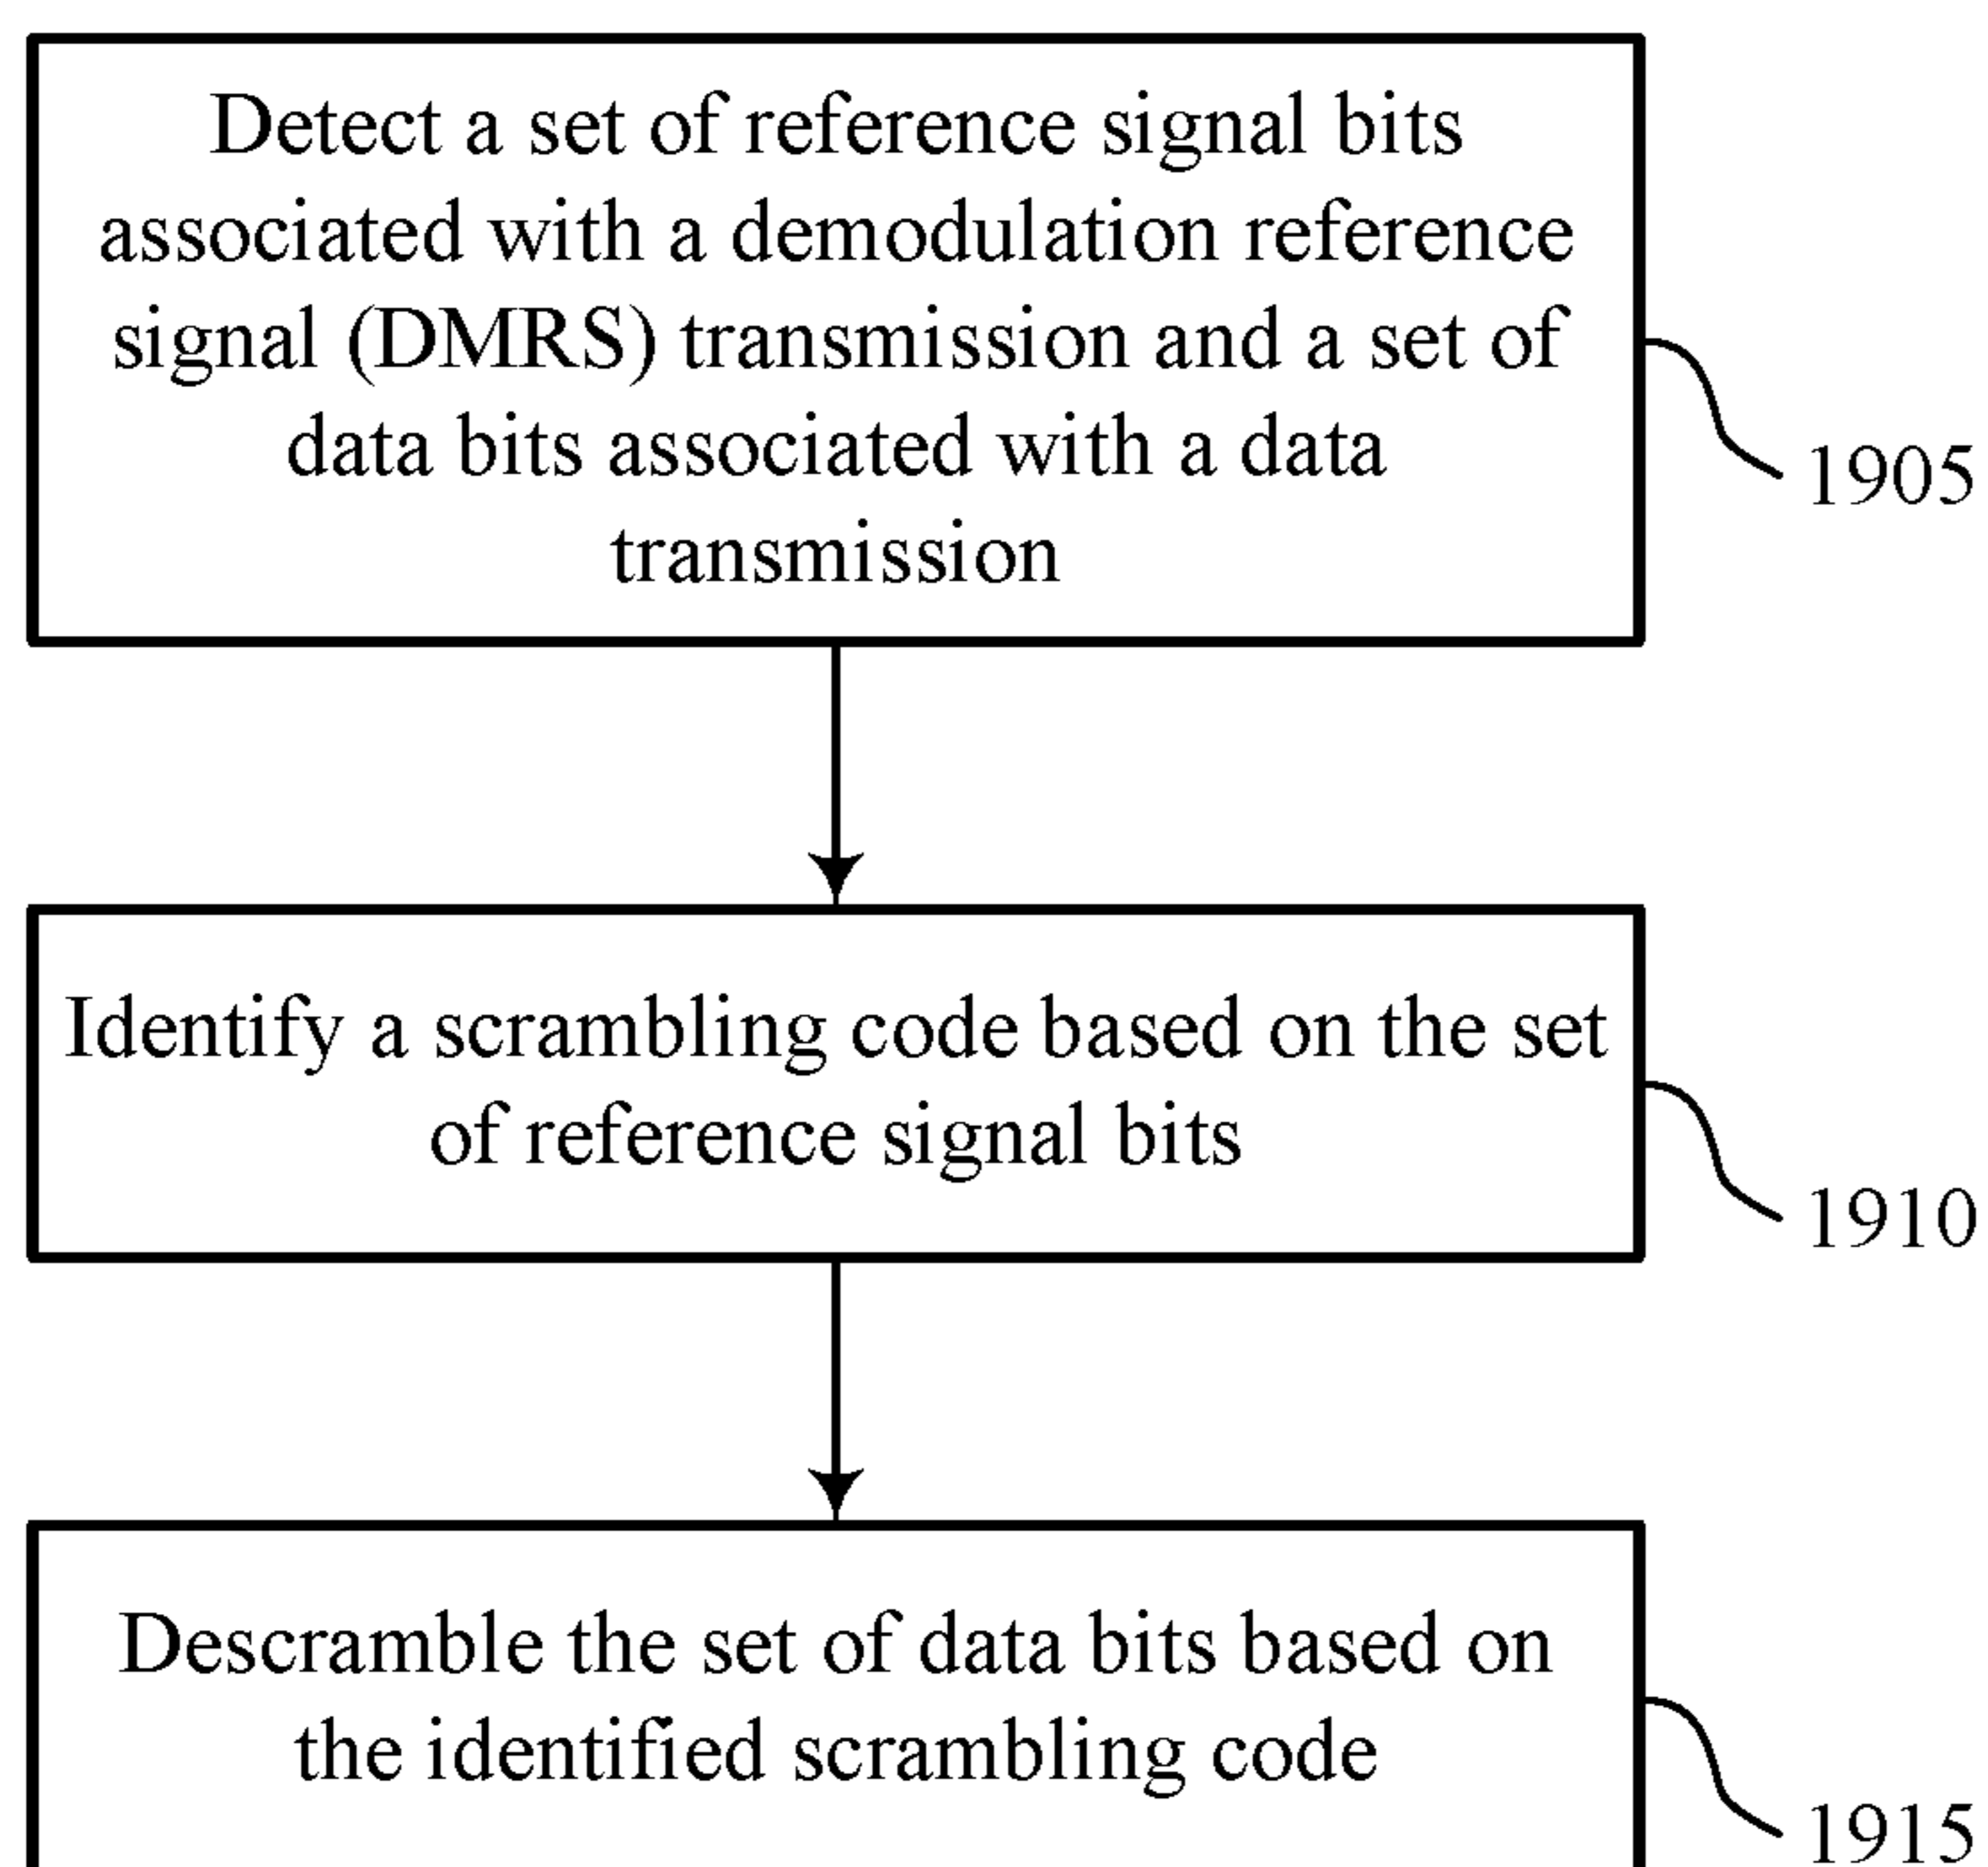 Detect a set of reference signal bits
associated with a demodulation reference
signal (DMRS) transmission and a set of
data bits associated with a data
transmission
1905
Identify a scrambling code based on the set
of reference signal bits
1910
Descramble the set of data bits based on
the identified scrambling code
1915